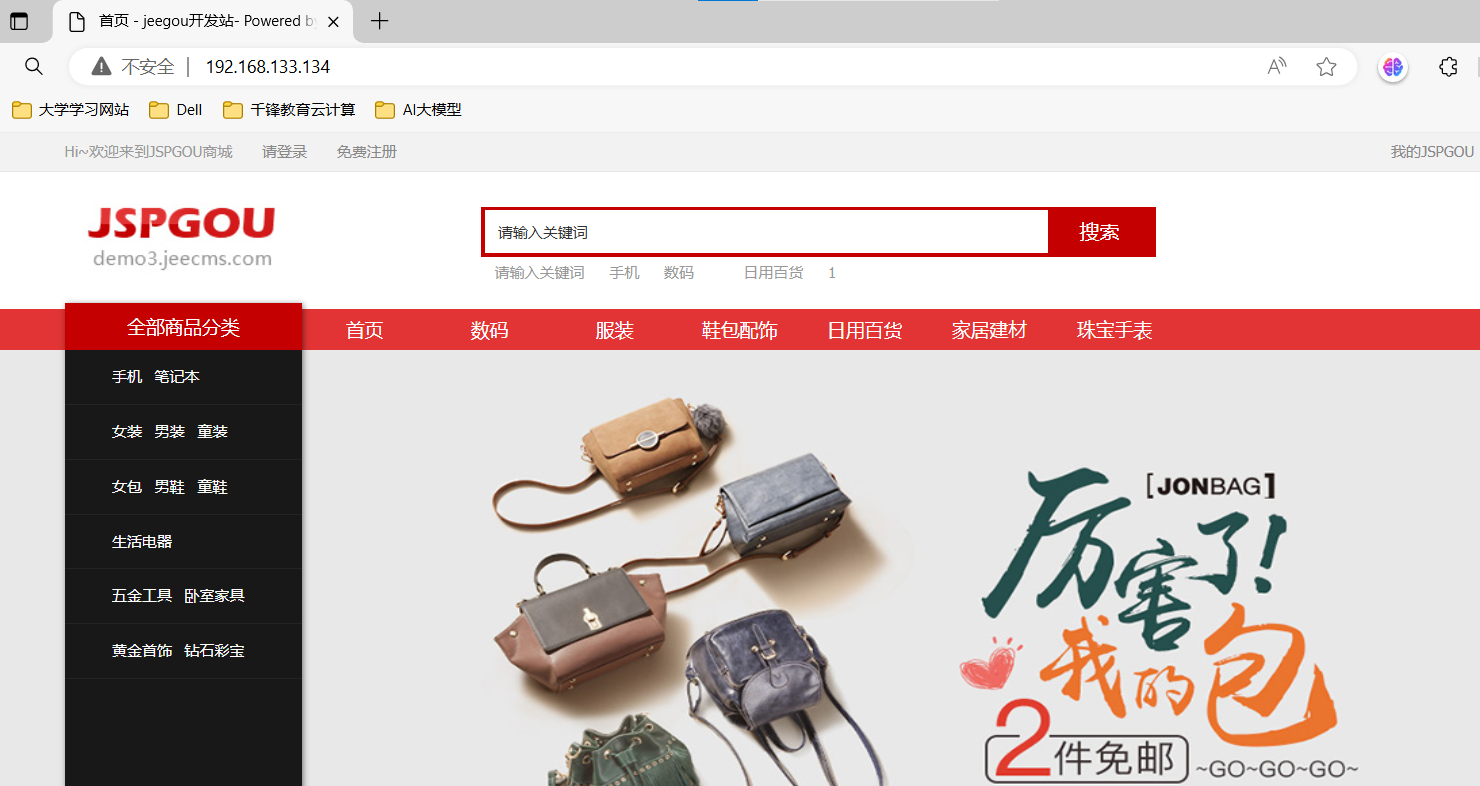 首页 - jeegou开发站- Powered by
不安全 192.168.133.134
大学学习网站 Dell 千锋教育云计算 AI大模型
Hi~欢迎来到JSPGOU商城 请登录 免费注册 我的JSPGOU
JSPGOU
demo3.jeecms.com
请输入关键词 搜索
请输入关键词 手机 数码 日用百货 1
全部商品分类 首页 数码 服装 鞋包配饰 日用百货 家居建材 珠宝手表
手机 笔记本
女装 男装 童装
女包 男鞋 童鞋
生活电器
五金工具 卧室家具
黄金首饰 钻石彩宝
[JONBAG]
厉害了!
我的包
2件免邮 ~GO~GO~GO~